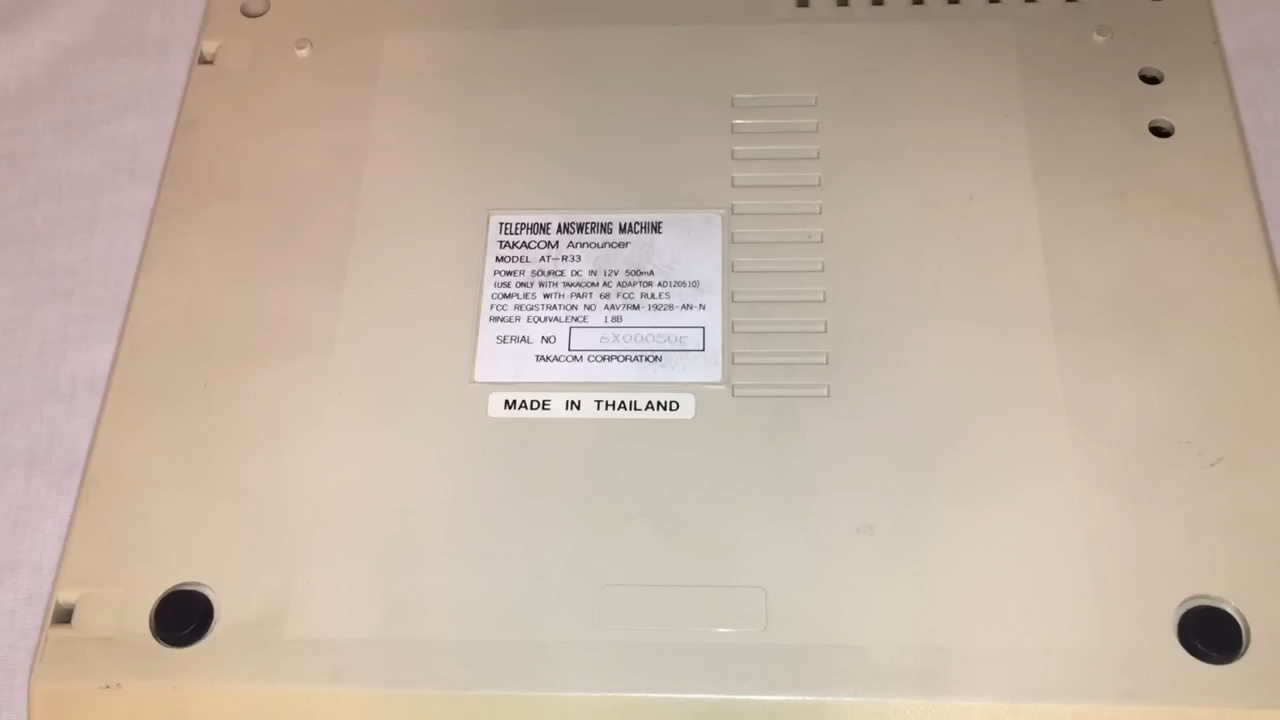 TELEPHONE ANSWERING MACHINE
TAKACOM Announcer
MODEL AT-R33
POWER SOURCE DC IN 12V 500mA
(USE ONLY WITH TAKACOM AC ADAPTOR AD120510)
COMPLIES WITH PART 68 FCC RULES
FCC REGISTRATION NO AAV7RM-19228-AN-N
RINGER EQUIVALENCE 1.8B
SERIAL NO
TAKACOM CORPORATION
MADE IN THAILAND